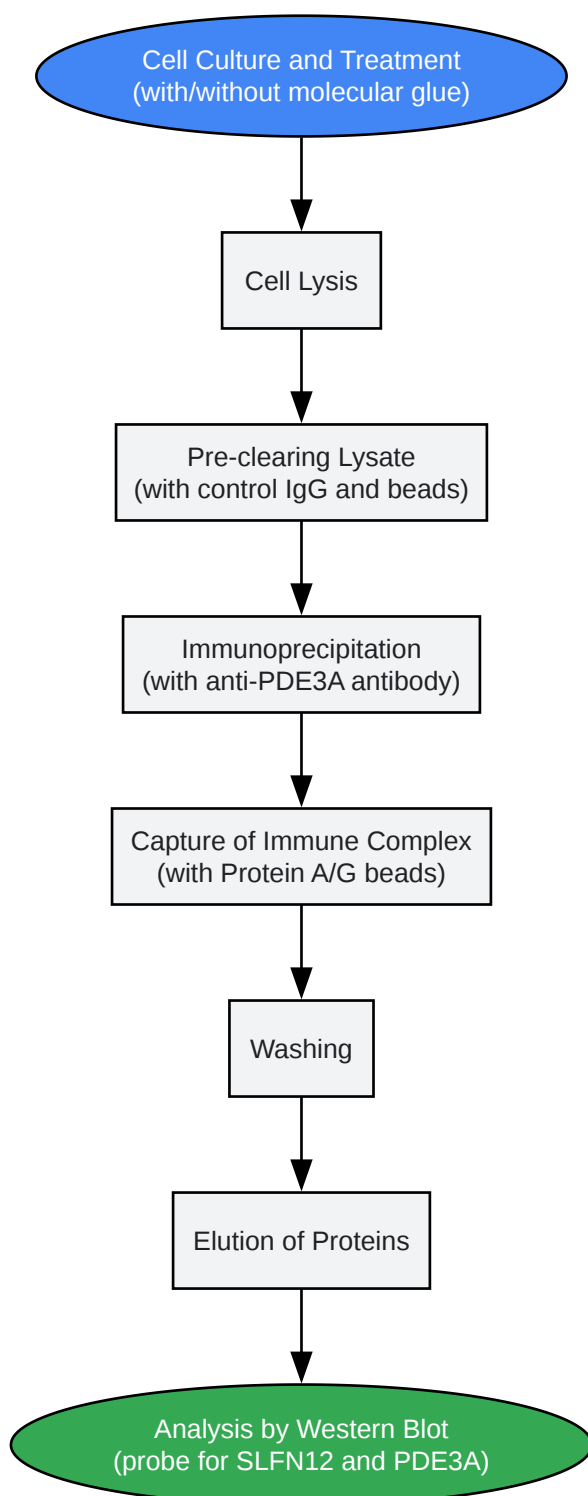 Cell Culture and Treatment
(with/without molecular glue)
Cell Lysis
Pre-clearing Lysate
(with control IgG and beads)
Immunoprecipitation
(with anti-PDE3A antibody)
Capture of Immune Complex
(with Protein A/G beads)
Washing
Elution of Proteins
Analysis by Western Blot
(probe for SLFN12 and PDE3A)